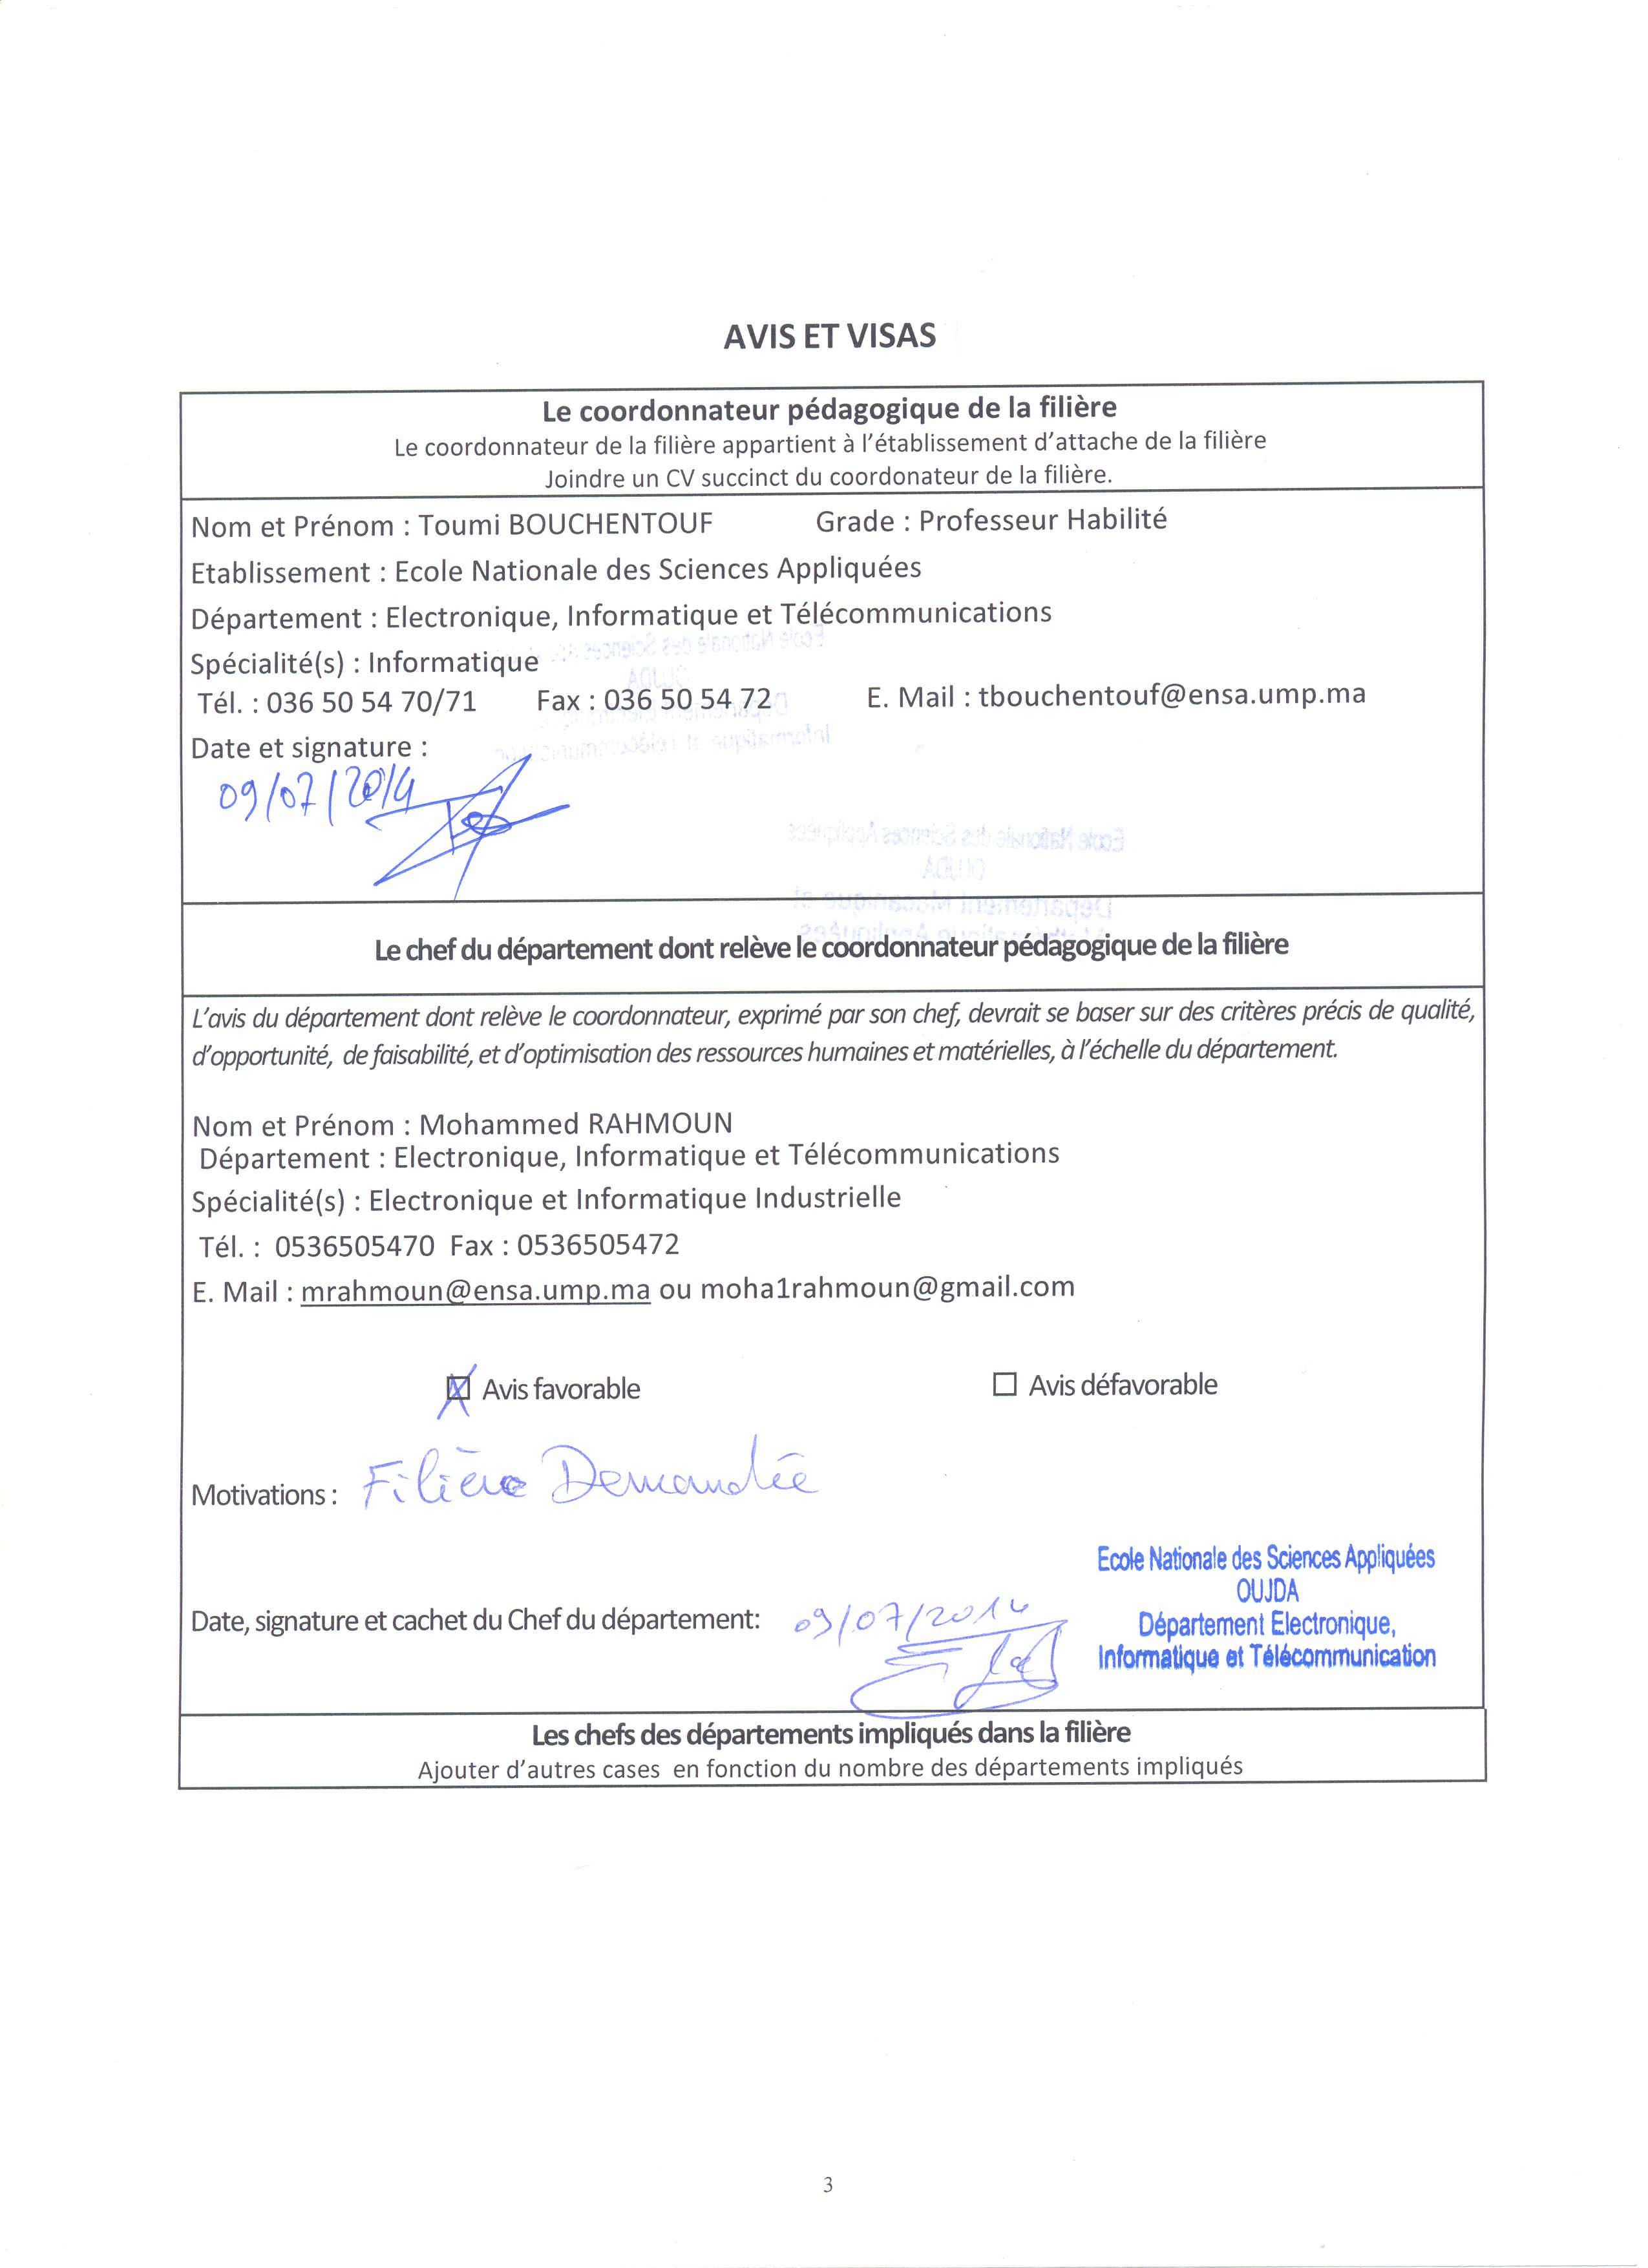 AVIS ET VISAS
Le coordonnateur pédagogique de la filière
Le coordonnateur de la filière appartient à l'établissement d'attache de la filière
Joindre un CV succinct du coordonateur de la filière.
Nom et Prénom : Toumi BOUCHENTOUF Grade : Professeur Habilité
Etablissement : Ecole Nationale des Sciences Appliquées
Département : Electronique, Informatique et Télécommunications
Spécialité(s) : Informatique
Tél. : 036 50 54 70/71 Fax : 036 50 54 72 E. Mail : tbouchentouf@ensa.ump.ma
Date et signature :
09/07/2014
Le chef du département dont relève le coordonnateur pédagogique de la filière
L'avis du département dont relève le coordonnateur, exprimé par son chef, devrait se baser sur des critères précis de qualité,
d'opportunité, de faisabilité, et d'optimisation des ressources humaines et matérielles, à l'échelle du département.
Nom et Prénom : Mohammed RAHMOUN
Département : Electronique, Informatique et Télécommunications
Spécialité(s) : Electronique et Informatique Industrielle
Tél. : 0536505470 Fax : 0536505472
E. Mail : mrahmoun@ensa.ump.ma ou moha1rahmoun@gmail.com
Avis favorable Avis défavorable
Motivations : Filière Demandée
Ecole Nationale des Sciences Appliquées
OUJDA
Département Electronique,
Informatique et Télécommunication
Date, signature et cachet du Chef du département: 09/07/2014
Les chefs des départements impliqués dans la filière
Ajouter d'autres cases en fonction du nombre des départements impliqués
3